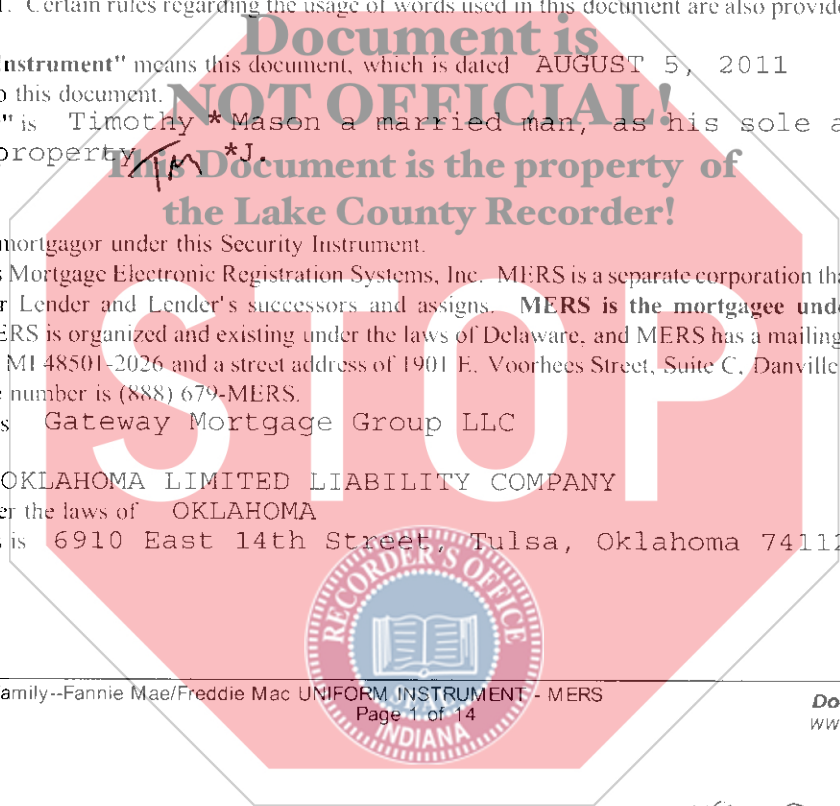 1. Certain rules regarding the usage of words used in this document are also provide
Document is
Instrument" means this document, which is dated AUGUST 5, 2011
o this document.
NOT OFFICIAL!
" is Timothy * Mason a married man, as his sole a
property TM *J.
This Document is the property of
the Lake County Recorder!
mortgagor under this Security Instrument.
s Mortgage Electronic Registration Systems, Inc. MERS is a separate corporation tha
r Lender and Lender's successors and assigns. MERS is the mortgagee und
ERS is organized and existing under the laws of Delaware, and MERS has a mailing
MI 48501-2026 and a street address of 1901 E. Voorhees Street, Suite C, Danville
e number is (888) 679-MERS.
STOP
s Gateway Mortgage Group LLC
OKLAHOMA LIMITED LIABILITY COMPANY
er the laws of OKLAHOMA
s is 6910 East 14th Street, Tulsa, Oklahoma 74112
RECORDER'S OFFICE
INDIANA
amily--Fannie Mae/Freddie Mac UNIFORM INSTRUMENT - MERS
Page 1 of 14
Do
ww